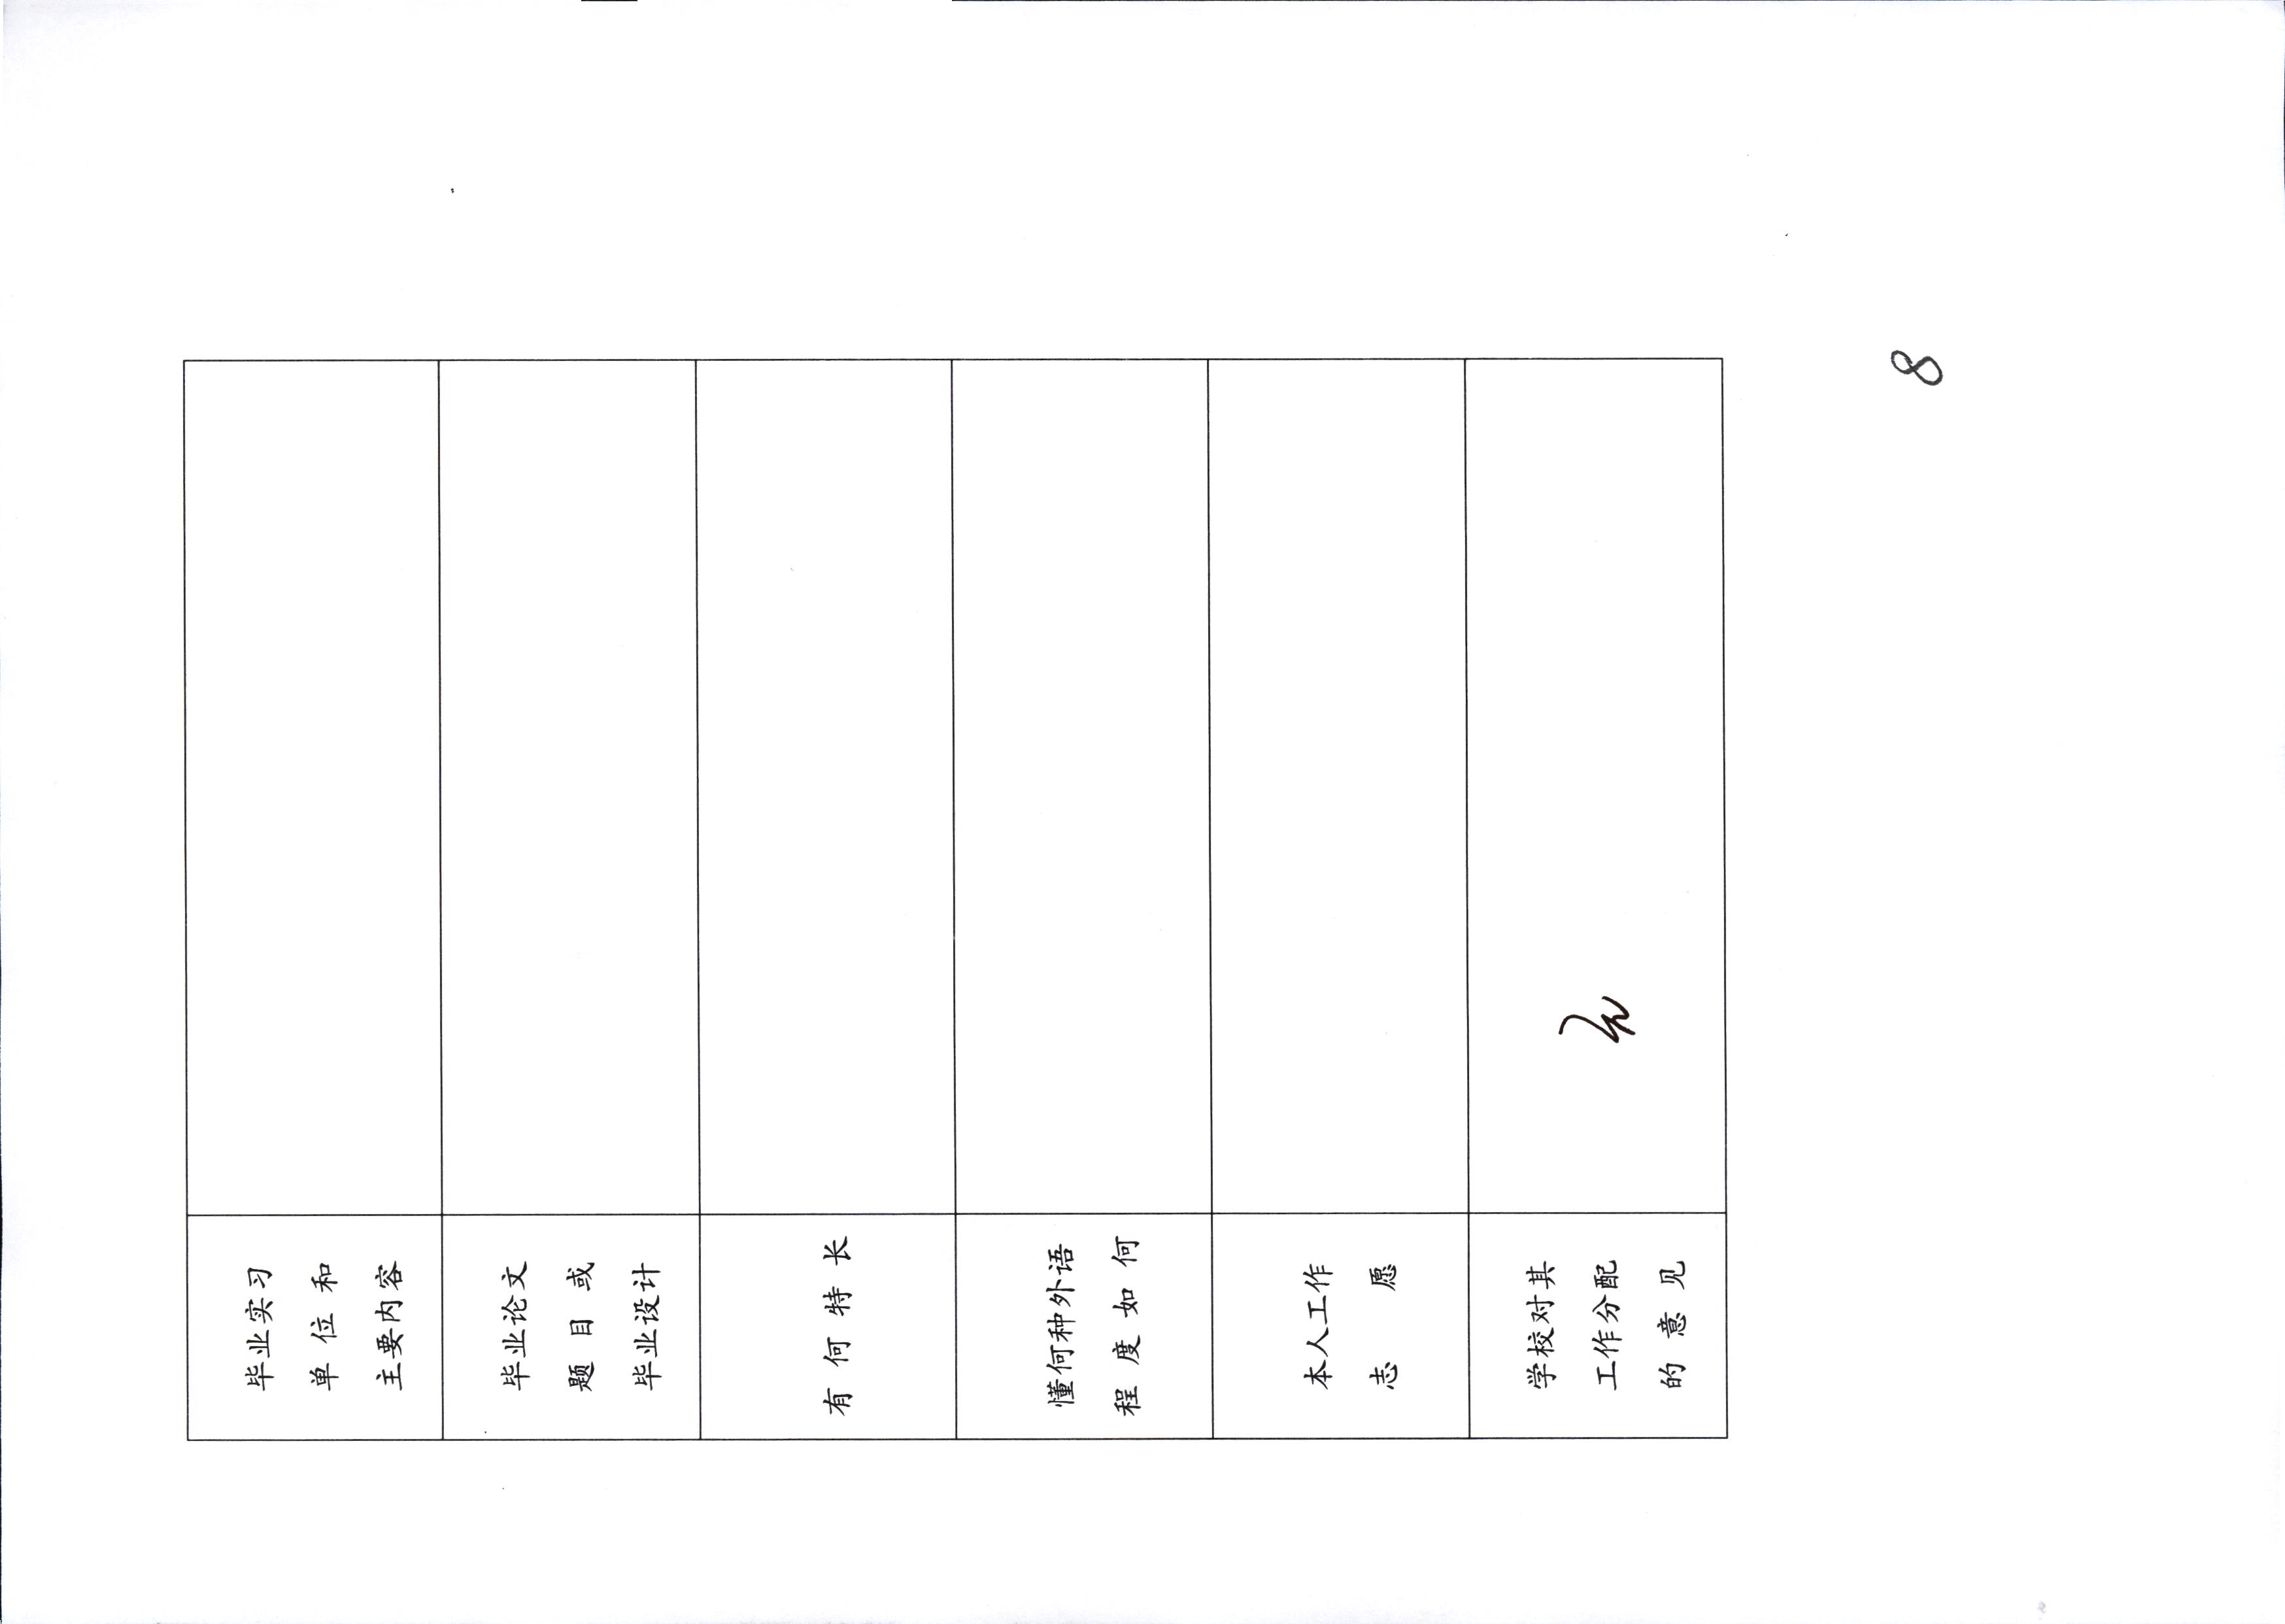 毕业实习
单位和
主要内容
毕业论文
题目或
毕业设计
有何特长
懂何种外语
程度如何
本人工作
志愿
学校对其
工作分配
的意见
8